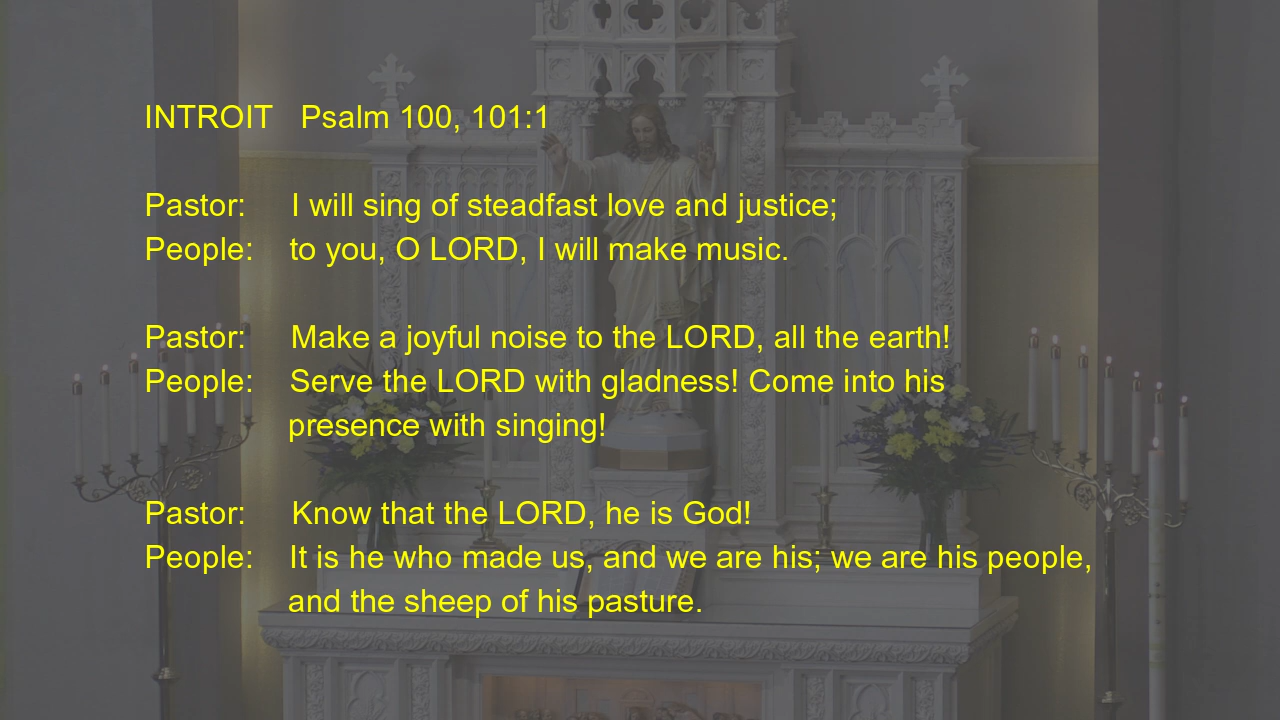 INTROIT Psalm 100, 101:1
Pastor: I will sing of steadfast love and justice;
People: to you, O LORD, I will make music.
Pastor: Make a joyful noise to the LORD, all the earth!
People: Serve the LORD with gladness! Come into his
presence with singing!
Pastor: Know that the LORD, he is God!
People: It is he who made us, and we are his; we are his people,
and the sheep of his pasture.